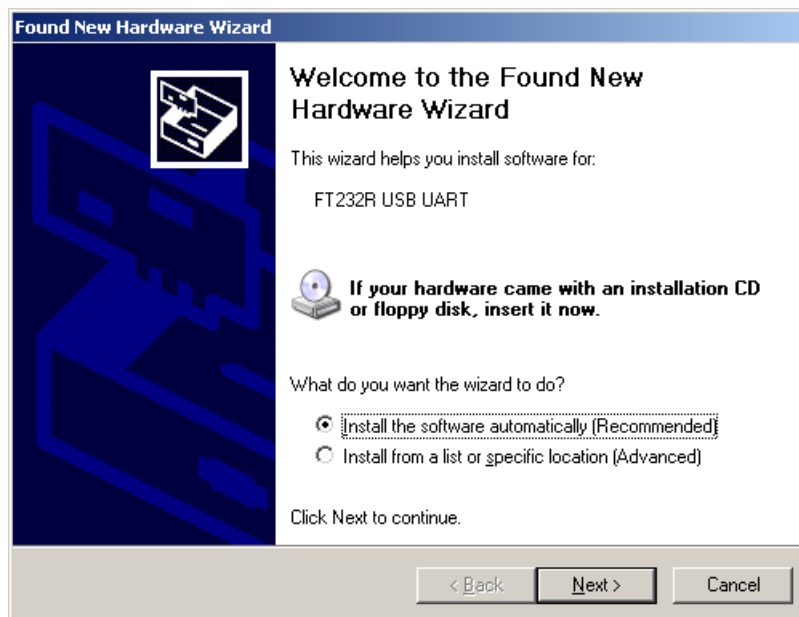 Found New Hardware Wizard
Welcome to the Found New
Hardware Wizard
This wizard helps you install software for:
FT232R USB UART
If your hardware came with an installation CD
or floppy disk, insert it now.
What do you want the wizard to do?
Install the software automatically (Recommended)
Install from a list or specific location (Advanced)
Click Next to continue.
< Back
Next >
Cancel